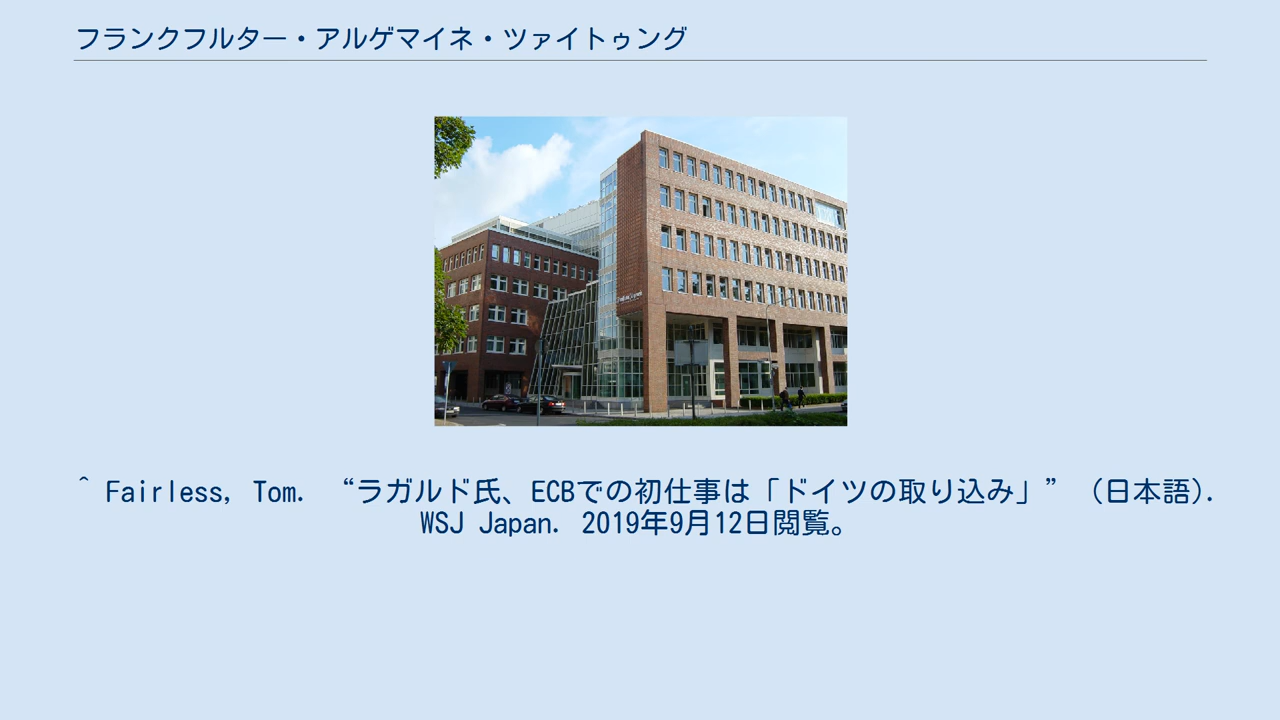 フランクフルター・アルゲマイネ・ツァイトゥング
^ Fairless, Tom. “ラガルド氏、ECBでの初仕事は「ドイツの取り込み」” (日本語).
WSJ Japan. 2019年9月12日閲覧。